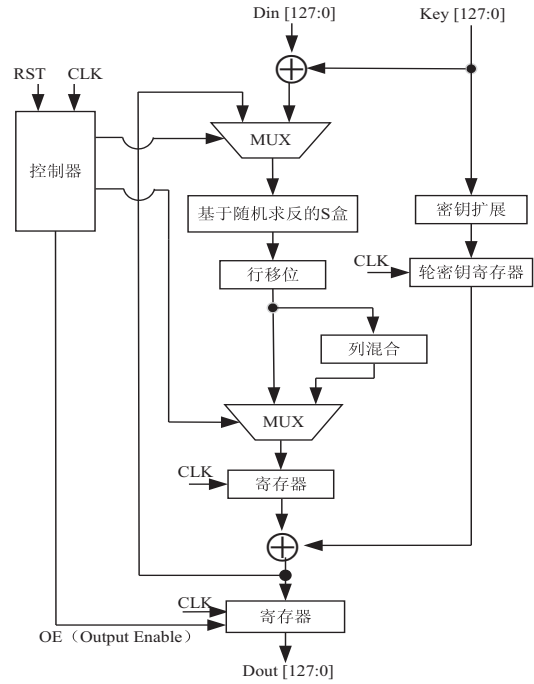 Din [127:0]
Key [127:0]
RST
CLK
MUX
控制器
基于随机求反的S盒
密钥扩展
行移位
CLK
轮密钥寄存器
列混合
MUX
CLK
寄存器
CLK
寄存器
OE（Output Enable）
Dout [127:0]